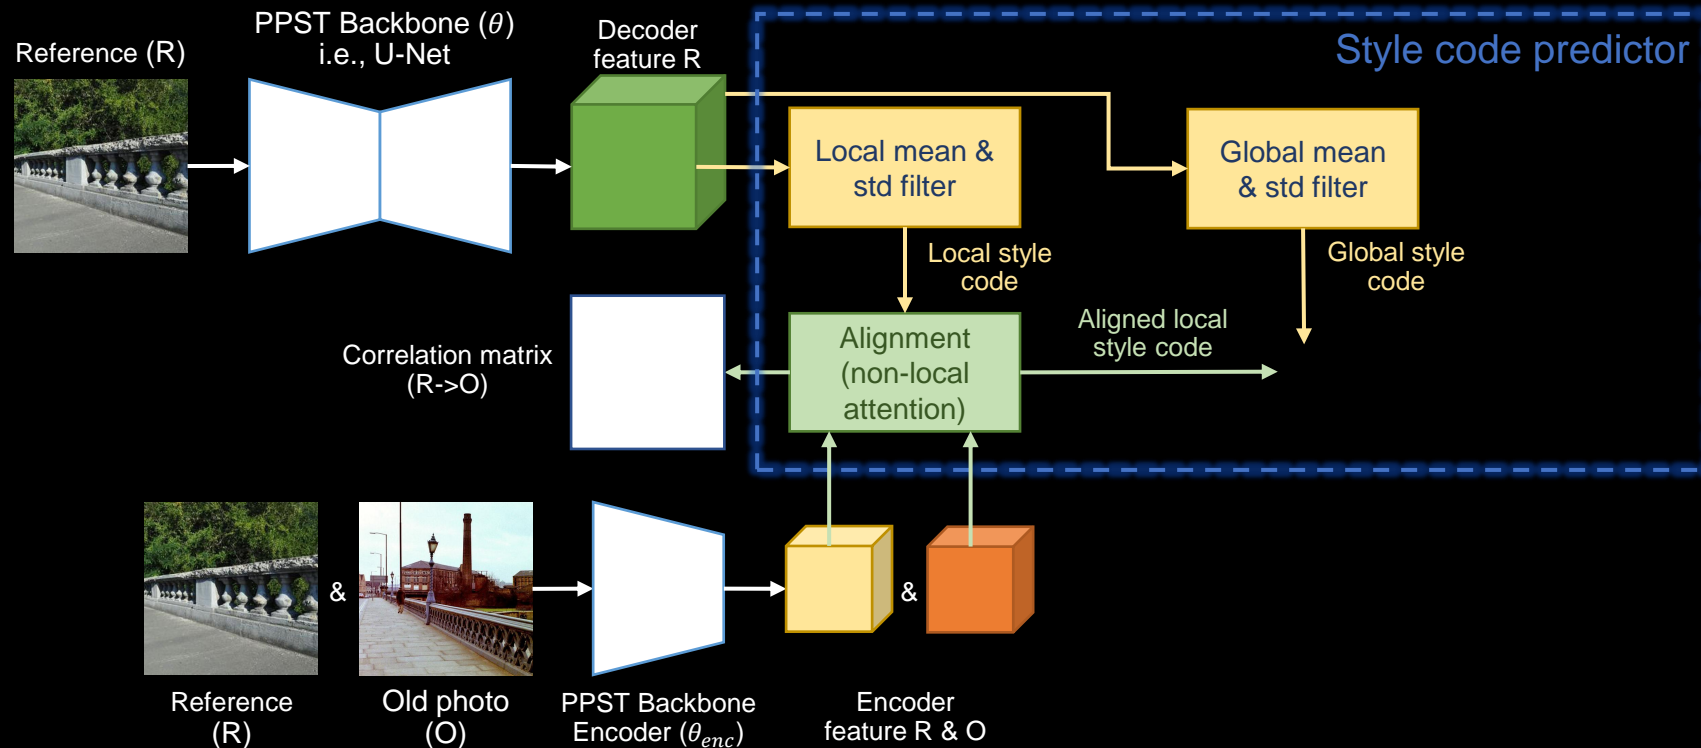 Reference (R)
PPST Backbone (𝜃)
i.e., U-Net
Decoder
feature R
Style code predictor
Local mean &
std filter
Global mean
& std filter
Local style
code
Global style
code
Correlation matrix
(R->O)
Alignment
(non-local
attention)
Aligned local
style code
&
&
Reference
(R)
Old photo
(O)
PPST Backbone
Encoder (𝜃𝑒𝑛𝑐)
Encoder
feature R & O